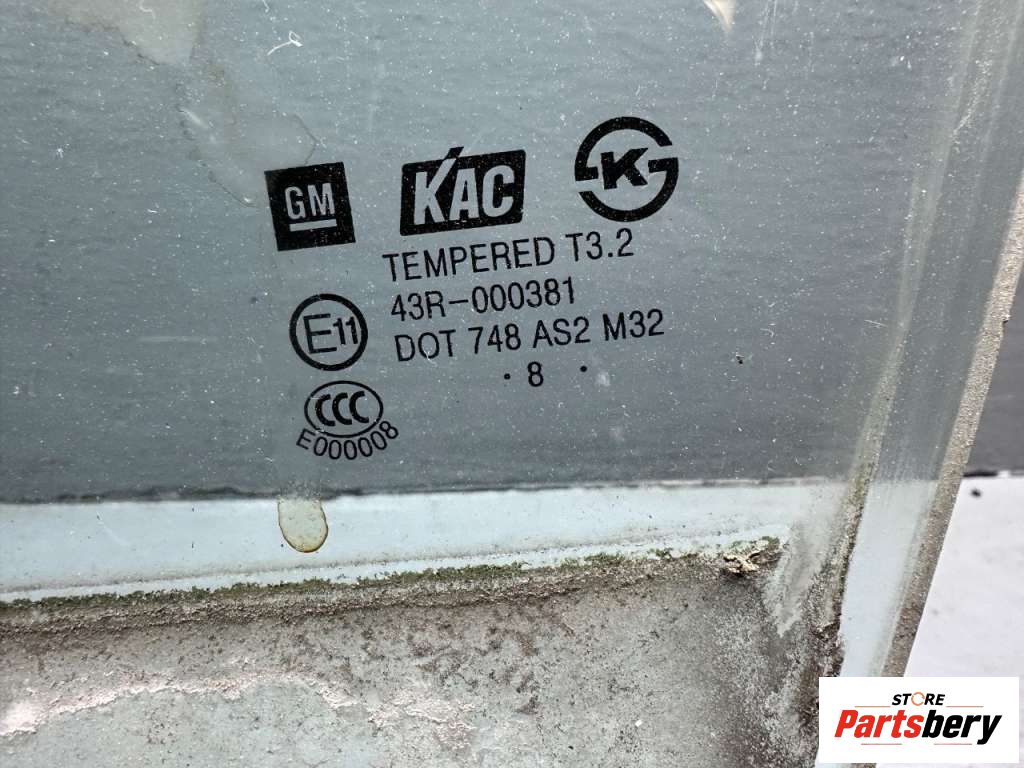 GM KAC K
TEMPERED T3.2
43R-000381
E11
DOT 748 AS2 M32
· 8 ·
CCC
E000008
STORE
Partsbery